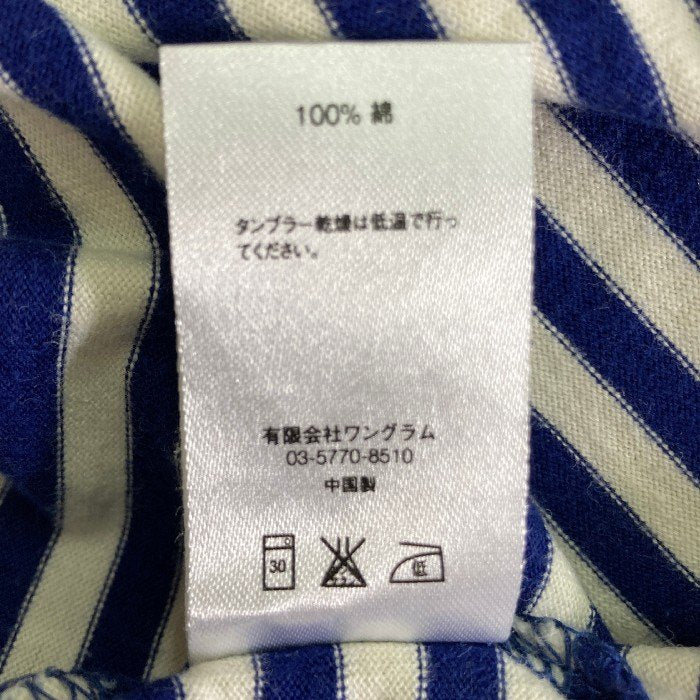 100% 綿
タンブラー乾燥は低温で行っ
てください。
有限会社ワングラム
03-5770-8510
中国製
30
低